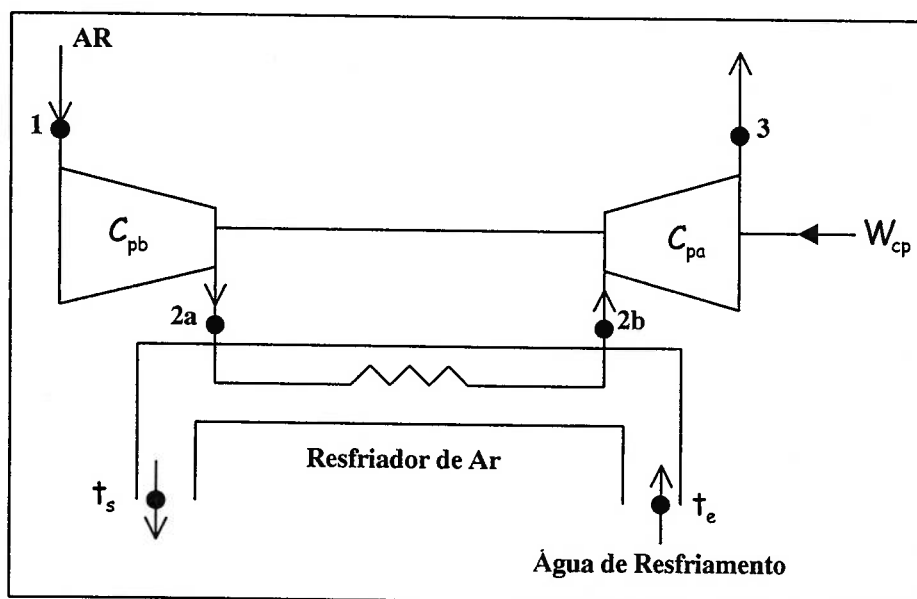 AR
1
3
C_pb
C_pa
W_cp
2a
2b
Resfriador de Ar
t_s
t_e
Água de Resfriamento